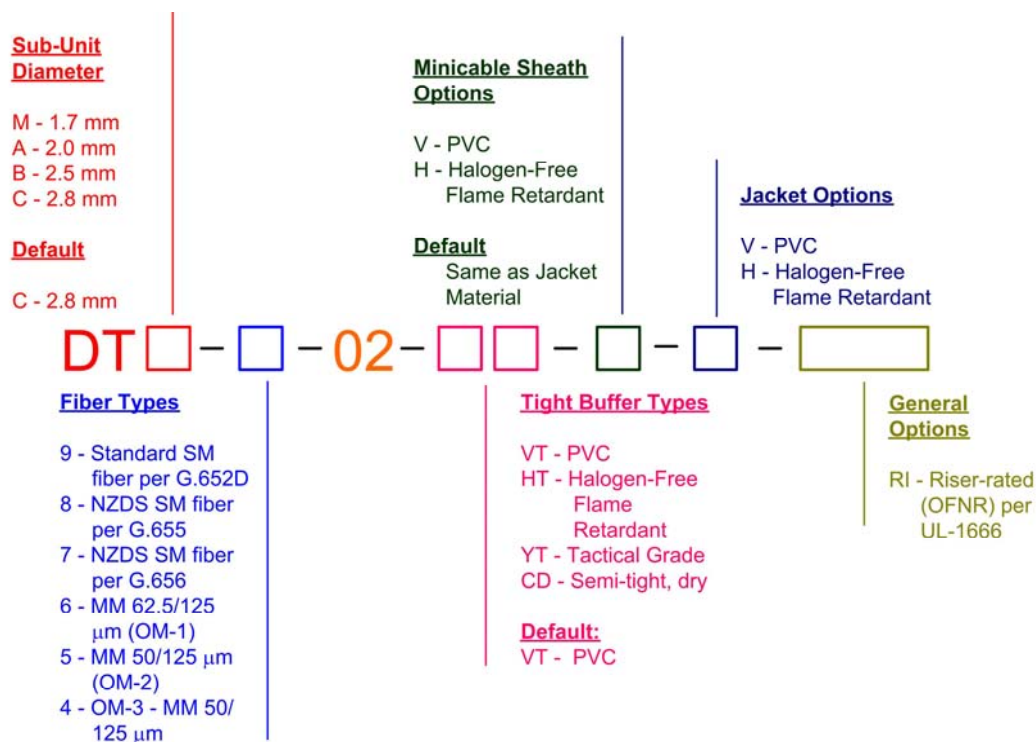 Sub-Unit
Diameter
M - 1.7 mm
A - 2.0 mm
B - 2.5 mm
C - 2.8 mm
Default
C - 2.8 mm
Minicable Sheath
Options
V - PVC
H - Halogen-Free
Flame Retardant
Default
Same as Jacket
Material
Jacket Options
V - PVC
H - Halogen-Free
Flame Retardant
DT - - 02 - - - -
Fiber Types
9 - Standard SM
fiber per G.652D
8 - NZDS SM fiber
per G.655
7 - NZDS SM fiber
per G.656
6 - MM 62.5/125
μm (OM-1)
5 - MM 50/125 μm
(OM-2)
4 - OM-3 - MM 50/
125 μm
Tight Buffer Types
VT - PVC
HT - Halogen-Free
Flame
Retardant
YT - Tactical Grade
CD - Semi-tight, dry
Default:
VT - PVC
General
Options
RI - Riser-rated
(OFNR) per
UL-1666